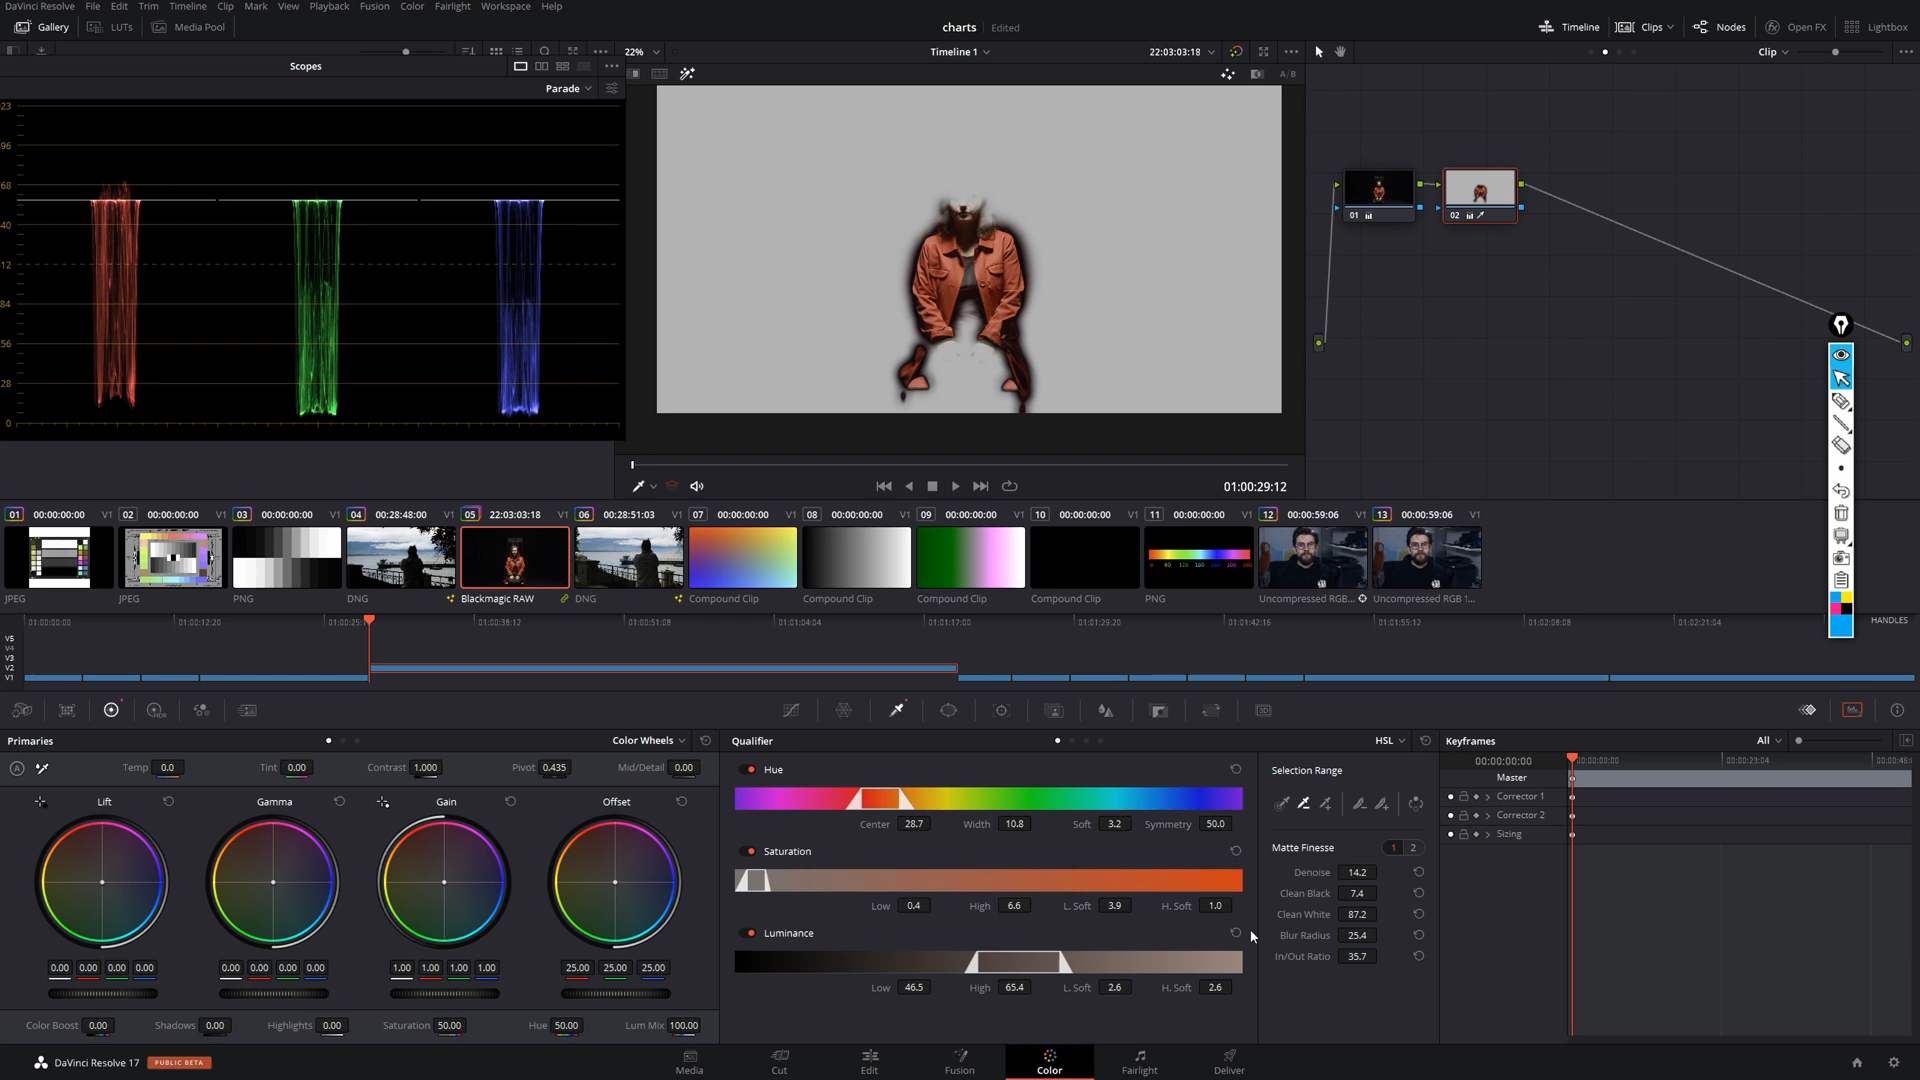 DaVinci Resolve File Edit Trim Timeline Clip Mark View Playback Fusion Color Fairlight Workspace Help
Gallery LUTs Media Pool charts Edited Timeline Clips Nodes Open FX Lightbox
22% Timeline 1 22:03:03:18 Clip
Scopes A/B
Parade
23
96
68
40
12
84
56
28
0
01 02
01:00:29:12
01 00:00:00:00 V1 02 00:00:00:00 V1 03 00:00:00:00 V1 04 00:28:48:00 V1 05 22:03:03:18 V1 06 00:28:51:03 V1 07 00:00:00:00 V1 08 00:00:00:00 V1 09 00:00:00:00 V1 10 00:00:00:00 V1 11 00:00:00:00 V1 12 00:00:59:06 V1 13 00:00:59:06 V1
JPEG JPEG PNG DNG Blackmagic RAW DNG Compound Clip Compound Clip Compound Clip Compound Clip PNG Uncompressed RGB... Uncompressed RGB 1...
01:00:00:00 01:00:12:20 01:00:25: 01:00:38:12 01:00:51:08 01:01:04:04 01:01:17:00 01:01:29:20 01:01:42:16 01:01:55:12 01:02:08:08 01:02:21:04 HANDLES
V5
V4
V3
V2
V1
Primaries Color Wheels Qualifier HSL Keyframes All
Temp 0.0 Tint 0.00 Contrast 1.000 Pivot 0.435 Mid/Detail 0.00 Hue Selection Range 00:00:00:00 00:00:00:00 00:00:23:04 00:00:46:
Master
Lift Gamma Gain Offset Corrector 1
Center 28.7 Width 10.8 Soft 3.2 Symmetry 50.0 Corrector 2
Sizing
Saturation Matte Finesse 1 2
Denoise 14.2
Clean Black 7.4
Low 0.4 High 6.6 L. Soft 3.9 H. Soft 1.0
Clean White 87.2
Luminance Blur Radius 25.4
In/Out Ratio 35.7
0.00 0.00 0.00 0.00 0.00 0.00 0.00 0.00 1.00 1.00 1.00 1.00 25.00 25.00 25.00
Low 46.5 High 65.4 L. Soft 2.6 H. Soft 2.6
Color Boost 0.00 Shadows 0.00 Highlights 0.00 Saturation 50.00 Hue 50.00 Lum Mix 100.00
DaVinci Resolve 17 PUBLIC BETA Media Cut Edit Fusion Color Fairlight Deliver